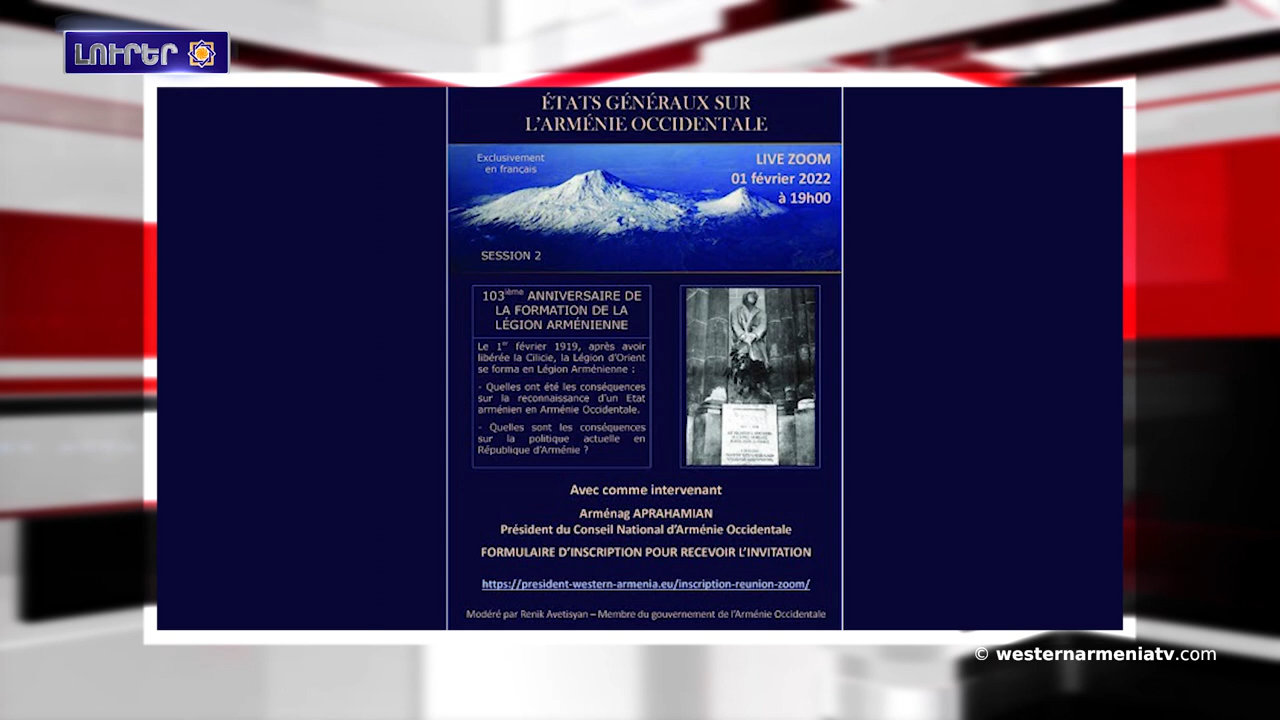 ԼՈՒՐԵՐ
ÉTATS GÉNÉRAUX SUR
L'ARMÉNIE OCCIDENTALE
Exclusivement
en français
LIVE ZOOM
01 février 2022
à 19h00
SESSION 2
103ième ANNIVERSAIRE DE
LA FORMATION DE LA
LÉGION ARMÉNIENNE
Le 1er février 1919, après avoir
libérée la Cilicie, la Légion d'Orient
se forma en Légion Arménienne :
- Quelles ont été les conséquences
sur la reconnaissance d'un Etat
arménien en Arménie Occidentale.
- Quelles sont les conséquences
sur la politique actuelle en
République d'Arménie ?
Avec comme intervenant
Arménag APRAHAMIAN
Président du Conseil National d'Arménie Occidentale
FORMULAIRE D'INSCRIPTION POUR RECEVOIR L'INVITATION
https://president-western-armenia.eu/inscription-reunion-zoom/
Modéré par Renik Avetisyan – Membre du gouvernement de l'Arménie Occidentale
© westernarmeniatv.com